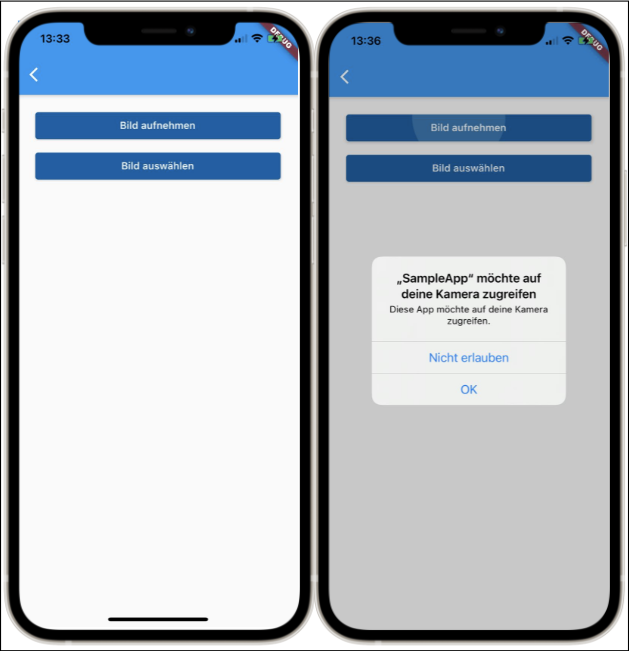 13:33
DEBUG
Bild aufnehmen
Bild auswählen
13:36
DEBUG
Bild aufnehmen
Bild auswählen
„SampleApp“ möchte auf
deine Kamera zugreifen
Diese App möchte auf deine Kamera
zugreifen.
Nicht erlauben
OK